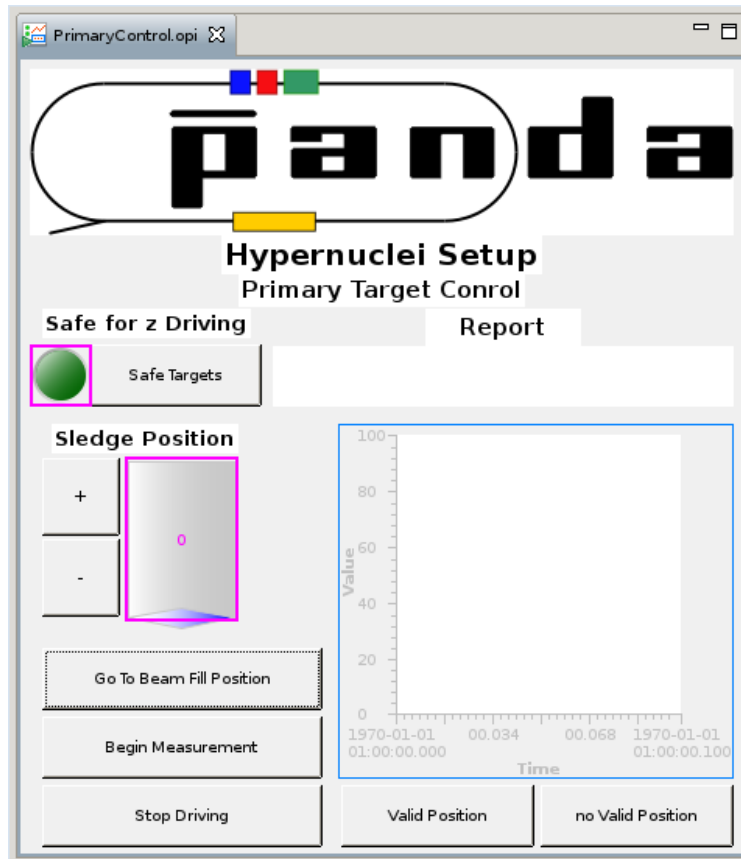 PrimaryControl.opi
p̄anda
Hypernuclei Setup
Primary Target Conrol
Safe for z Driving
Report
Safe Targets
Sledge Position
+
0
-
100
80
60
40
20
0
Value
1970-01-01 00.034 00.068 1970-01-01
01:00:00.000 01:00:00.100
Time
Go To Beam Fill Position
Begin Measurement
Stop Driving
Valid Position
no Valid Position